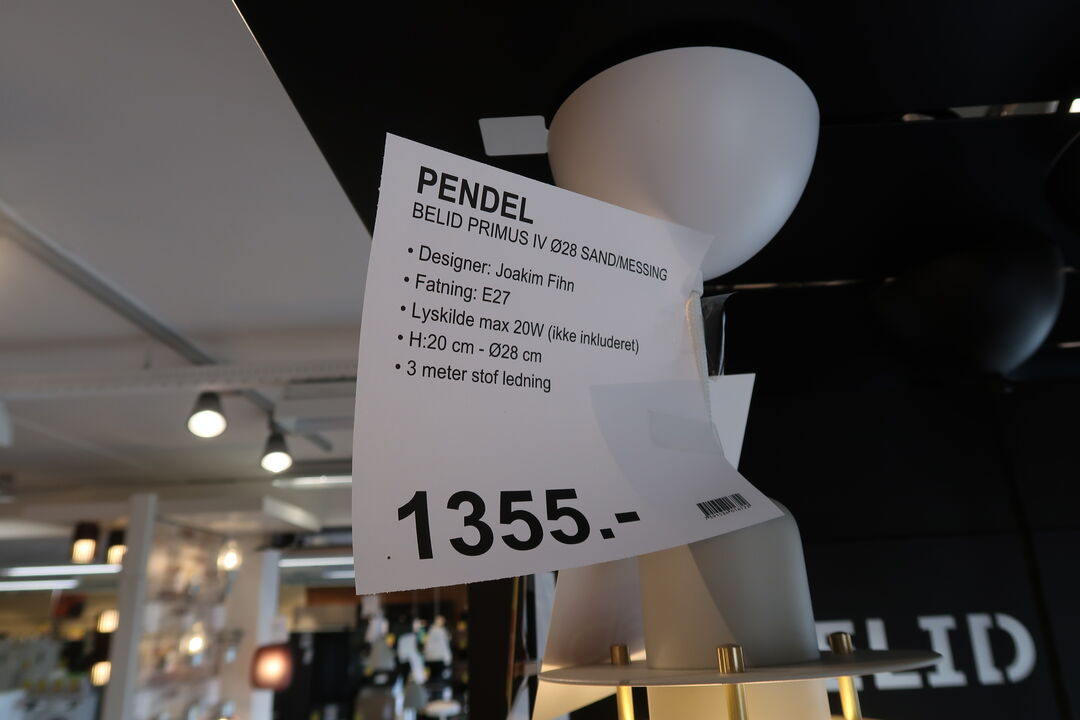 PENDEL
BELID PRIMUS IV Ø28 SAND/MESSING
• Designer: Joakim Fihn
• Fatning: E27
• Lyskilde max 20W (ikke inkluderet)
• H:20 cm - Ø28 cm
• 3 meter stof ledning
1355.-
ELID